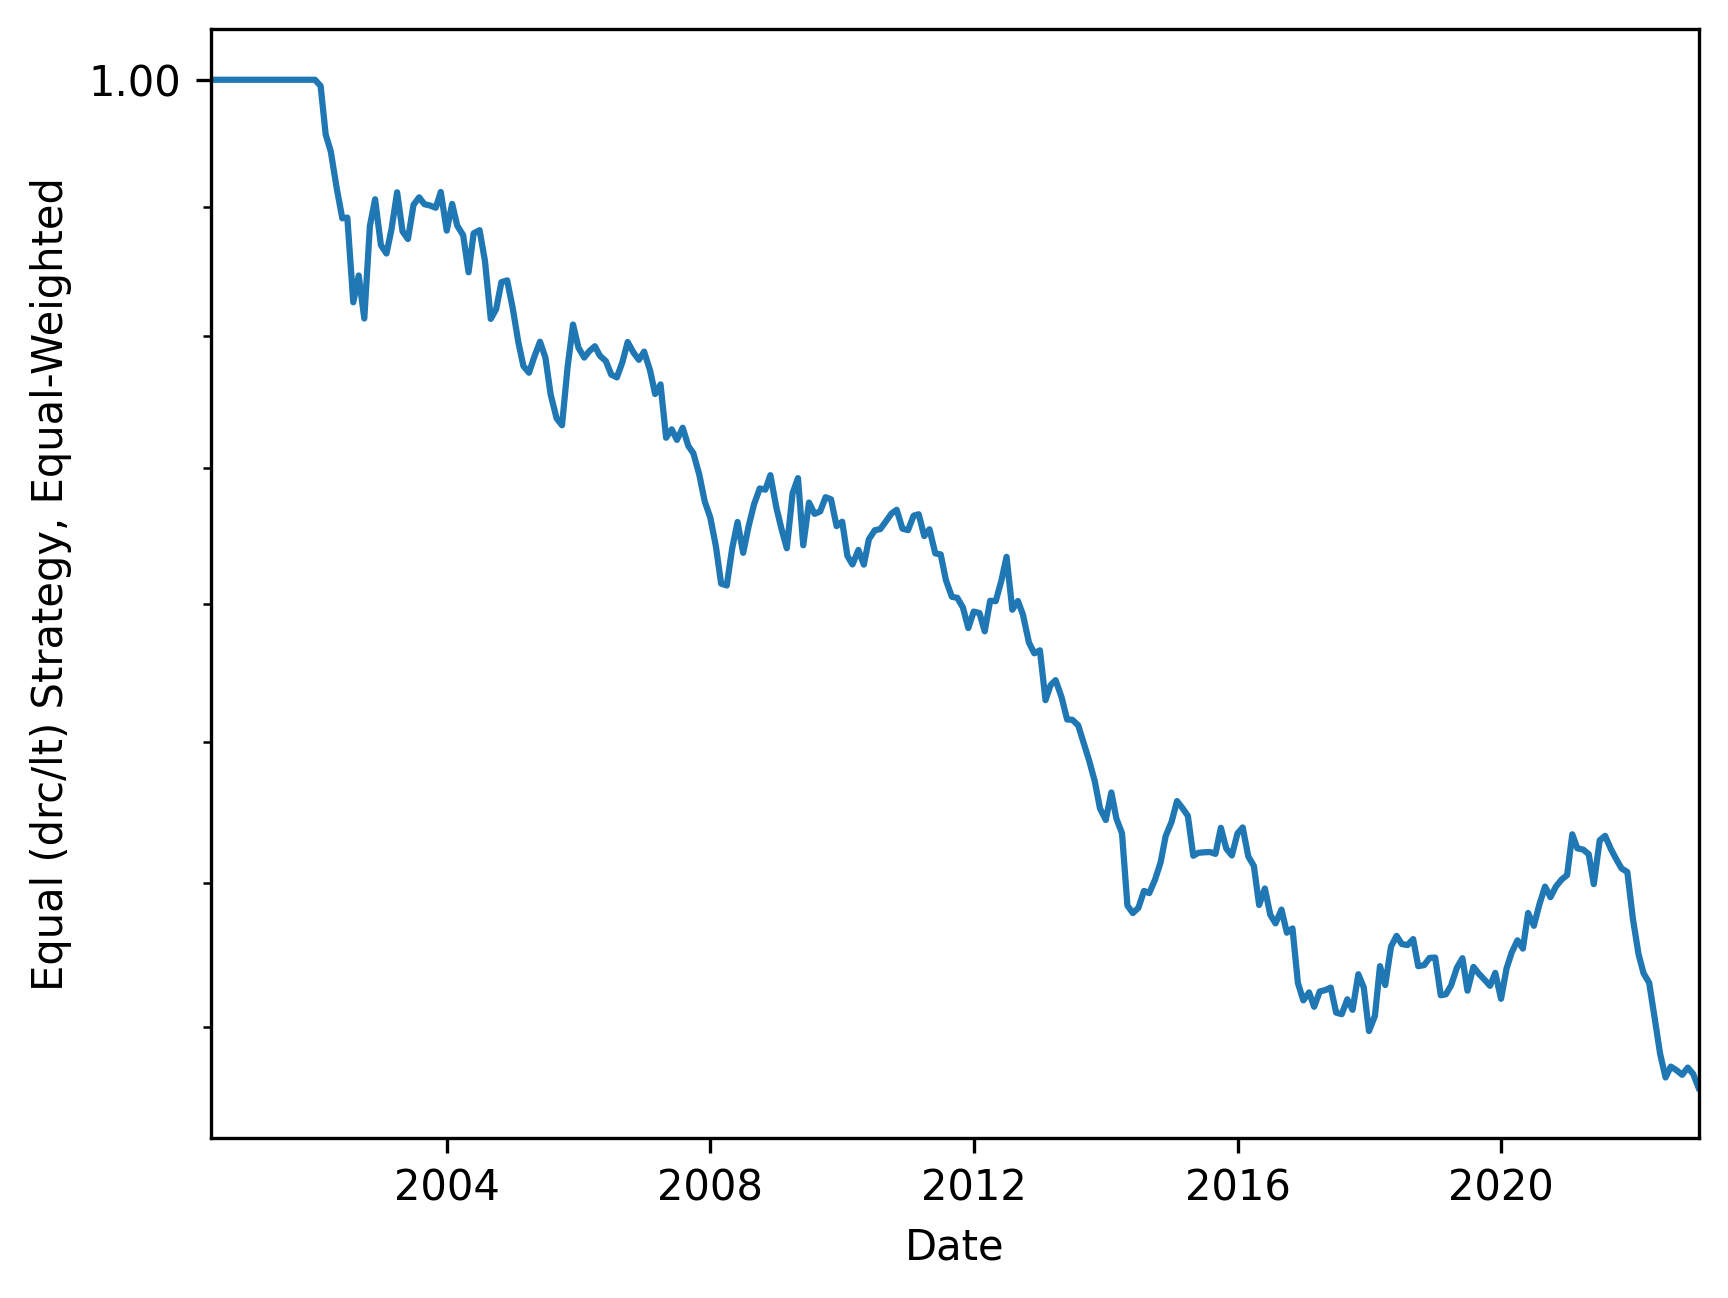 Equal (drc/lt) Strategy, Equal-Weighted
1.00
2004 2008 2012 2016 2020
Date